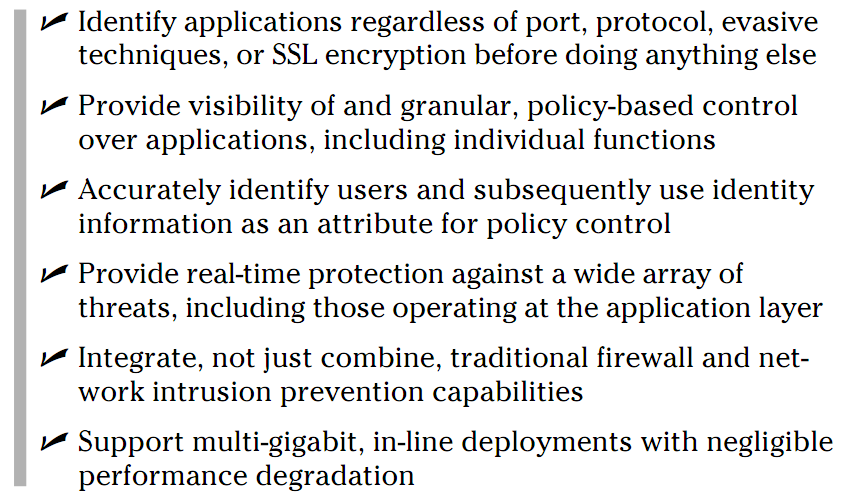 ✓ Identify applications regardless of port, protocol, evasive
techniques, or SSL encryption before doing anything else
✓ Provide visibility of and granular, policy-based control
over applications, including individual functions
✓ Accurately identify users and subsequently use identity
information as an attribute for policy control
✓ Provide real-time protection against a wide array of
threats, including those operating at the application layer
✓ Integrate, not just combine, traditional firewall and net-
work intrusion prevention capabilities
✓ Support multi-gigabit, in-line deployments with negligible
performance degradation